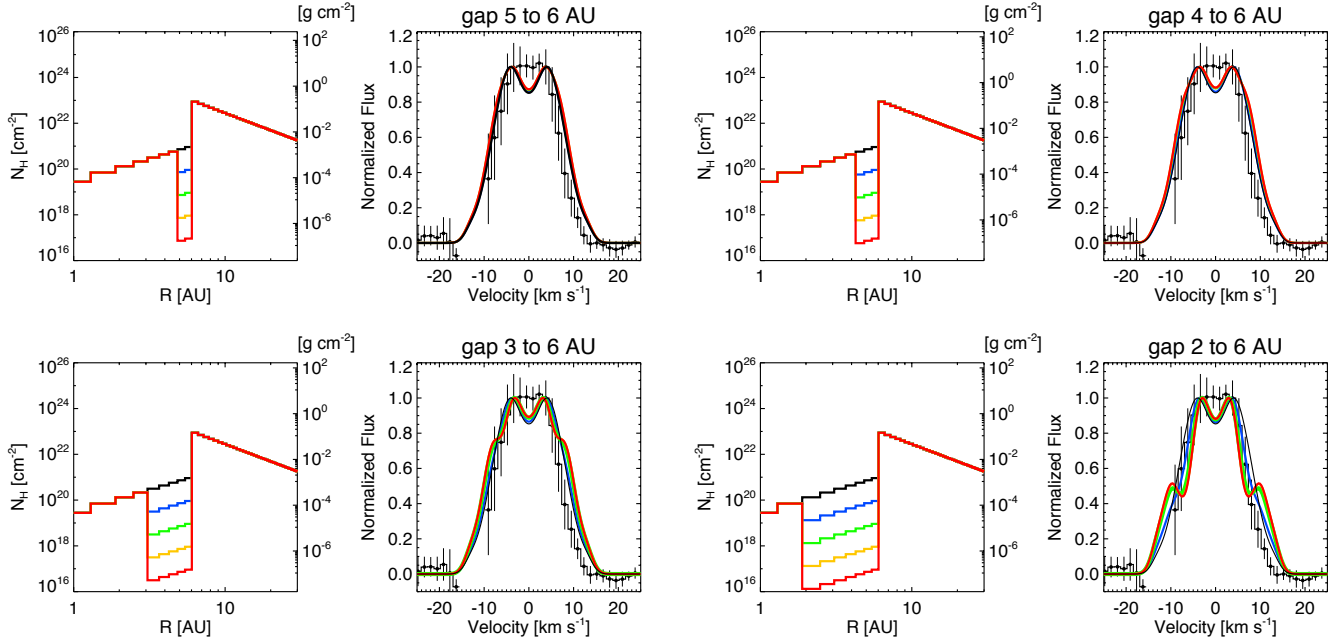 [g cm⁻²]
gap 5 to 6 AU
[g cm⁻²]
gap 4 to 6 AU
N_H [cm⁻²]
10²⁶
10²⁴
10²²
10²⁰
10¹⁸
10¹⁶
10²
10⁰
10⁻²
10⁻⁴
10⁻⁶
1
10
R [AU]
Normalized Flux
1.2
1.0
0.8
0.6
0.4
0.2
0.0
-20 -10 0 10 20
Velocity [km s⁻¹]
N_H [cm⁻²]
10²⁶
10²⁴
10²²
10²⁰
10¹⁸
10¹⁶
10²
10⁰
10⁻²
10⁻⁴
10⁻⁶
1
10
R [AU]
Normalized Flux
1.2
1.0
0.8
0.6
0.4
0.2
0.0
-20 -10 0 10 20
Velocity [km s⁻¹]
[g cm⁻²]
gap 3 to 6 AU
[g cm⁻²]
gap 2 to 6 AU
N_H [cm⁻²]
10²⁶
10²⁴
10²²
10²⁰
10¹⁸
10¹⁶
10²
10⁰
10⁻²
10⁻⁴
10⁻⁶
1
10
R [AU]
Normalized Flux
1.2
1.0
0.8
0.6
0.4
0.2
0.0
-20 -10 0 10 20
Velocity [km s⁻¹]
N_H [cm⁻²]
10²⁶
10²⁴
10²²
10²⁰
10¹⁸
10¹⁶
10²
10⁰
10⁻²
10⁻⁴
10⁻⁶
1
10
R [AU]
Normalized Flux
1.2
1.0
0.8
0.6
0.4
0.2
0.0
-20 -10 0 10 20
Velocity [km s⁻¹]